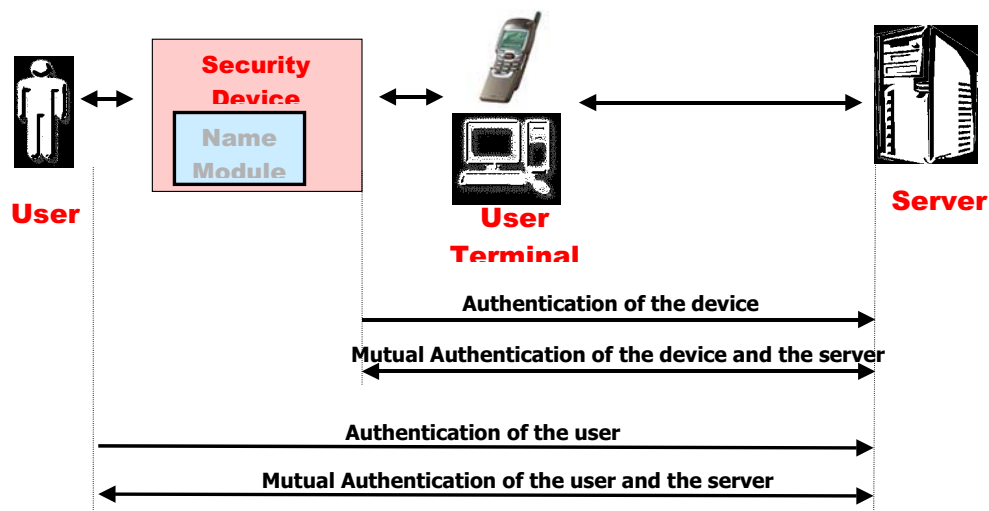 Security
Device
Name
Module
User
User
Terminal
Server
Authentication of the device
Mutual Authentication of the device and the server
Authentication of the user
Mutual Authentication of the user and the server